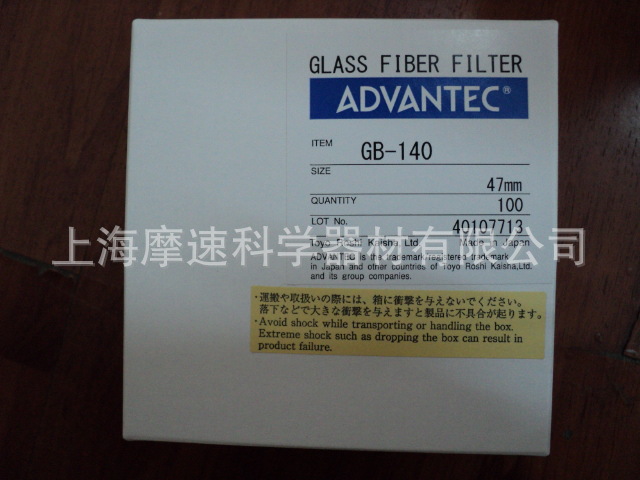 GLASS FIBER FILTER
ADVANTEC®
ITEM GB-140
SIZE 47mm
QUANTITY 100
LOT No. 40107713
上海摩速科学器材有限公司
Toyo Roshi Kaisha, Ltd. Made in Japan
ADVANTEC is the trademark/registered trademark
in Japan and other countries of Toyo Roshi Kaisha,Ltd.
and its group companies.
・運搬や取扱いの際には、箱に衝撃を与えないでください。
落下などで大きな衝撃を与えますと製品に不具合が起ります。
・Avoid shock while transporting or handling the box.
Extreme shock such as dropping the box can result in
product failure.